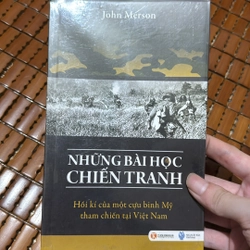 John Merson
NHỮNG BÀI HỌC
CHIẾN TRANH
Hồi kí của một cựu binh Mỹ
tham chiến tại Việt Nam